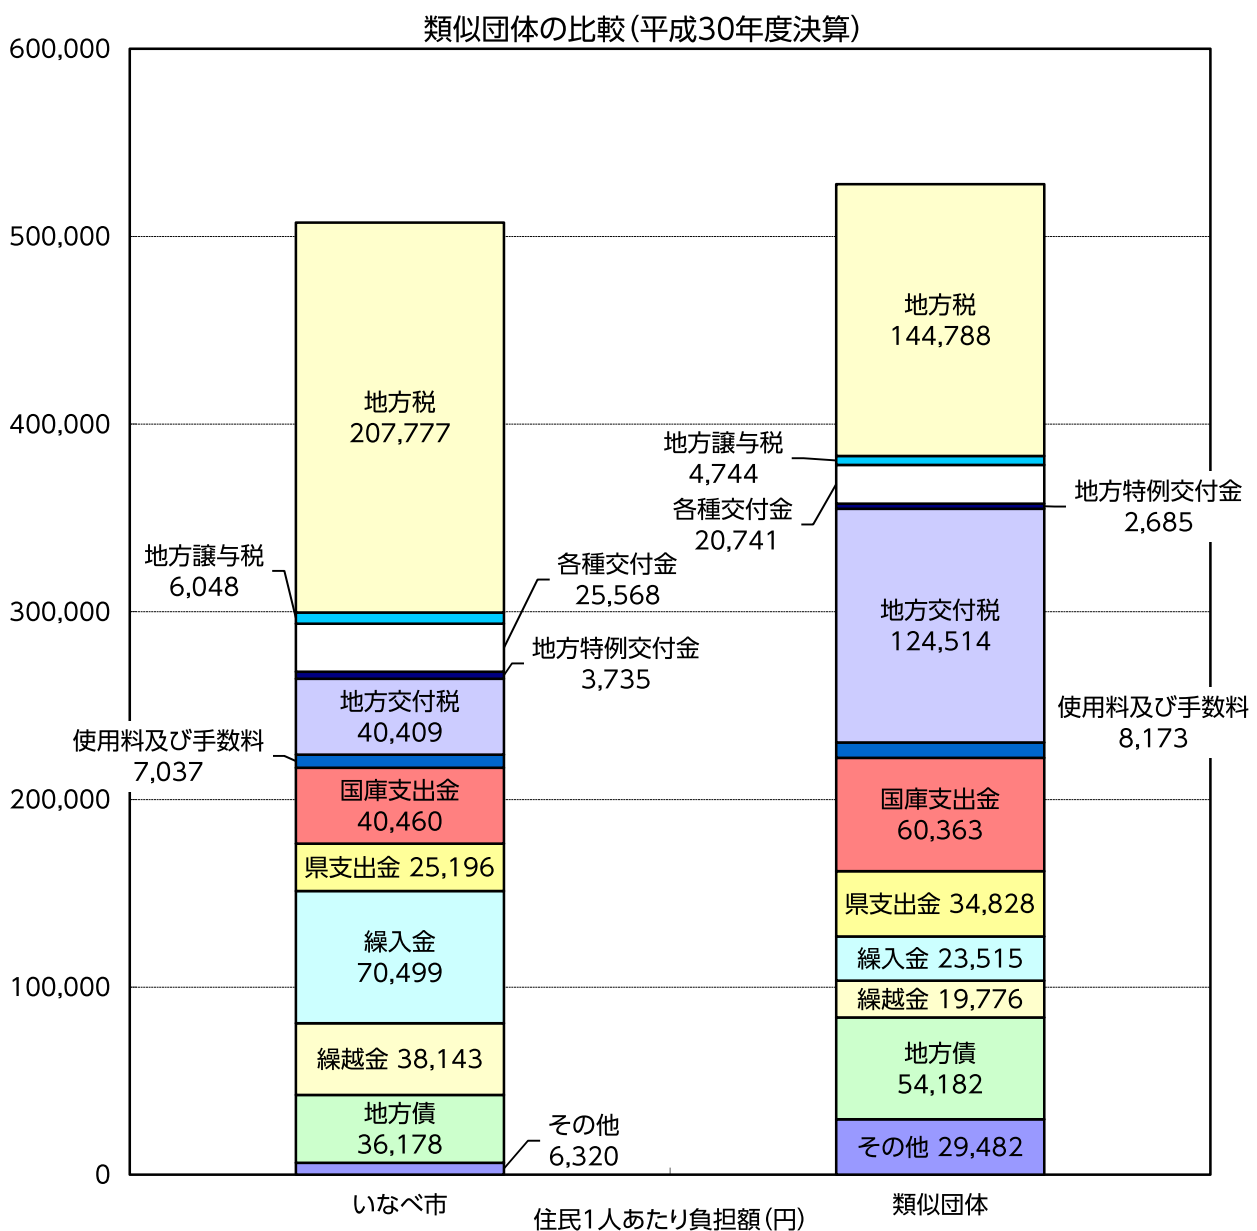 類似団体の比較(平成30年度決算)
600,000
500,000
400,000
300,000
200,000
100,000
0
地方税
207,777
地方譲与税
6,048
各種交付金
25,568
地方特例交付金
3,735
地方交付税
40,409
使用料及び手数料
7,037
国庫支出金
40,460
県支出金 25,196
繰入金
70,499
繰越金 38,143
地方債
36,178
その他
6,320
地方税
144,788
地方譲与税
4,744
各種交付金
20,741
地方特例交付金
2,685
地方交付税
124,514
使用料及び手数料
8,173
国庫支出金
60,363
県支出金 34,828
繰入金 23,515
繰越金 19,776
地方債
54,182
その他 29,482
いなべ市
類似団体
住民1人あたり負担額(円)